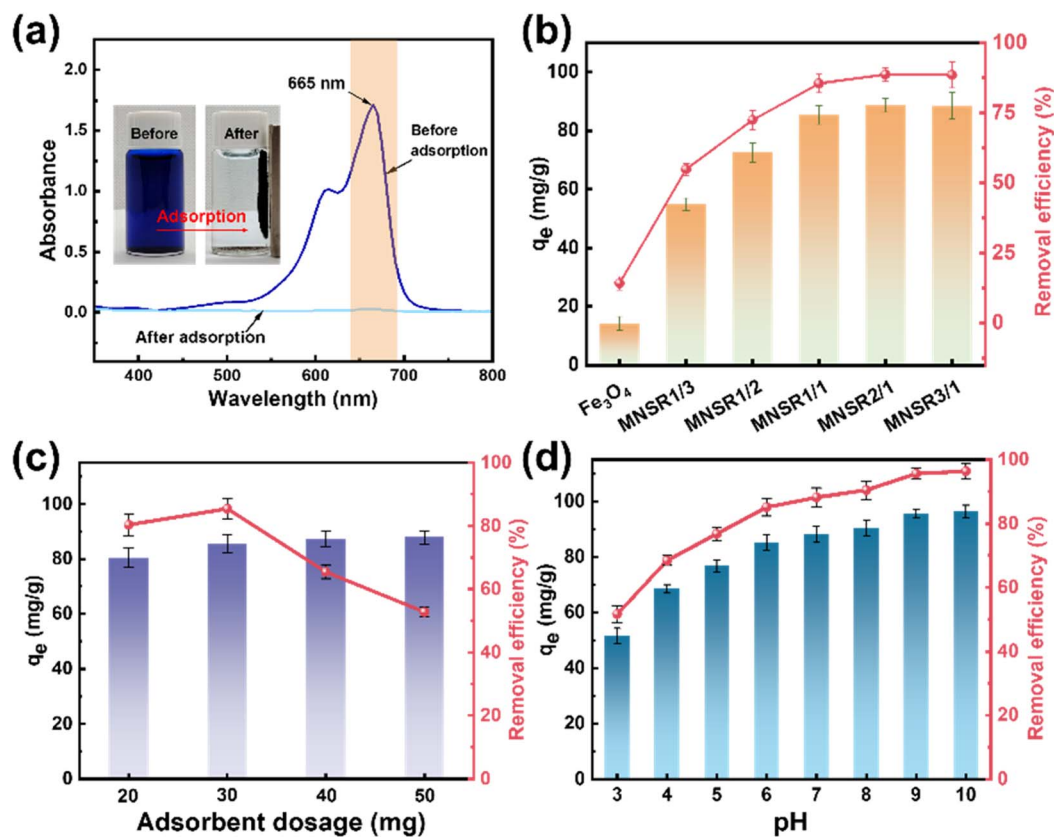 (a)
2.0
1.5
1.0
0.5
0.0
Absorbance
400
500
600
700
800
Wavelength (nm)
665 nm
Before
adsorption
After adsorption
Before
After
Adsorption
(b)
100
80
60
40
20
0
qe (mg/g)
100
75
50
25
0
Removal efficiency (%)
Fe3O4
MNSR1/3
MNSR1/2
MNSR1/1
MNSR2/1
MNSR3/1
(c)
100
80
60
40
20
0
qe (mg/g)
100
80
60
40
20
0
Removal efficiency (%)
20
30
40
50
Adsorbent dosage (mg)
(d)
100
80
60
40
20
0
qe (mg/g)
100
80
60
40
20
0
Removal efficiency (%)
3
4
5
6
7
8
9
10
pH